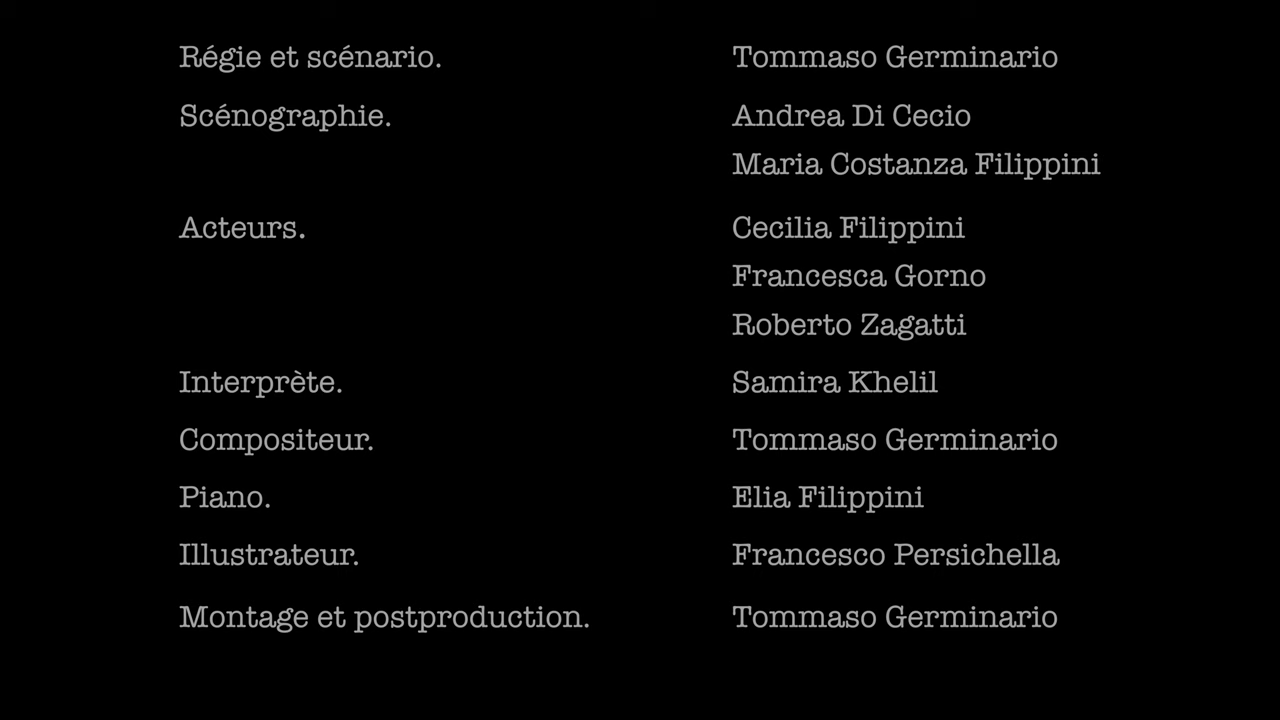 Régie et scénario. Tommaso Germinario
Scénographie. Andrea Di Cecio
Maria Costanza Filippini
Acteurs. Cecilia Filippini
Francesca Gorno
Roberto Zagatti
Interprète. Samira Khelil
Compositeur. Tommaso Germinario
Piano. Elia Filippini
Illustrateur. Francesco Persichella
Montage et postproduction. Tommaso Germinario